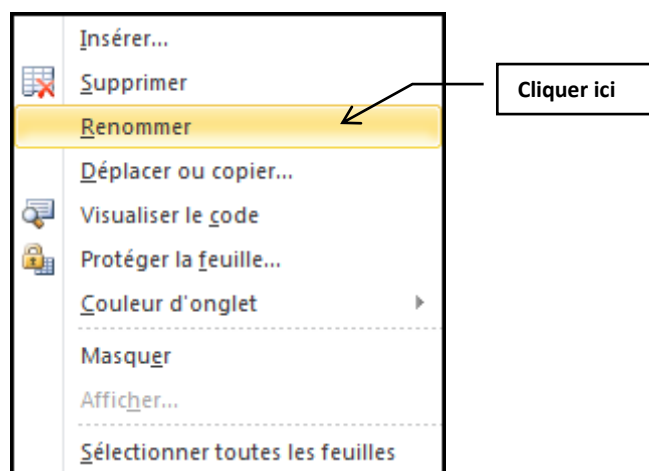 Insérer...
Supprimer
Cliquer ici
Renommer
Déplacer ou copier...
Visualiser le code
Protéger la feuille...
Couleur d'onglet
Masquer
Afficher...
Sélectionner toutes les feuilles